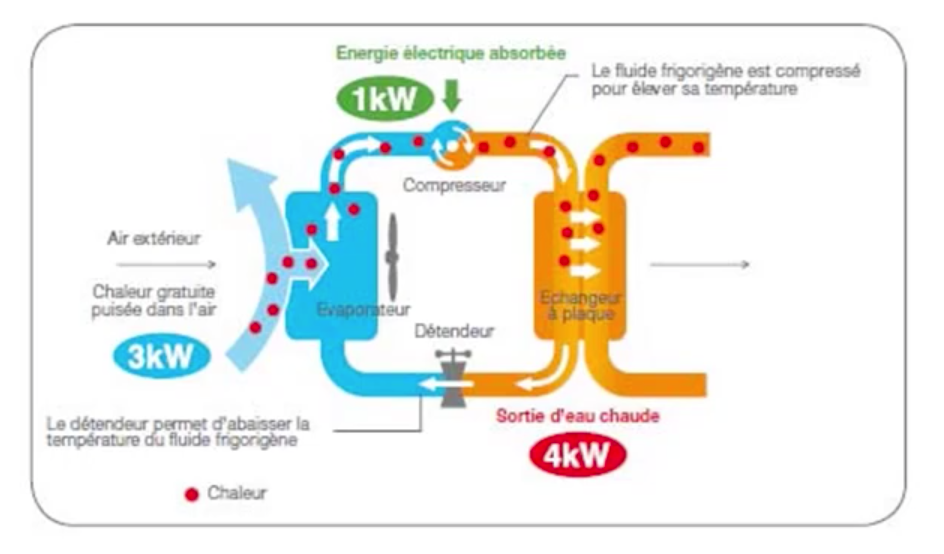 Energie électrique absorbée
1kW
Le fluide frigorigène est compressé
pour élever sa température
Compresseur
Air extérieur
Chaleur gratuite
puisée dans l'air
3kW
Evaporateur
Echangeur
à plaque
Détendeur
Sortie d'eau chaude
4kW
Le détendeur permet d'abaisser la
température du fluide frigorigène
Chaleur